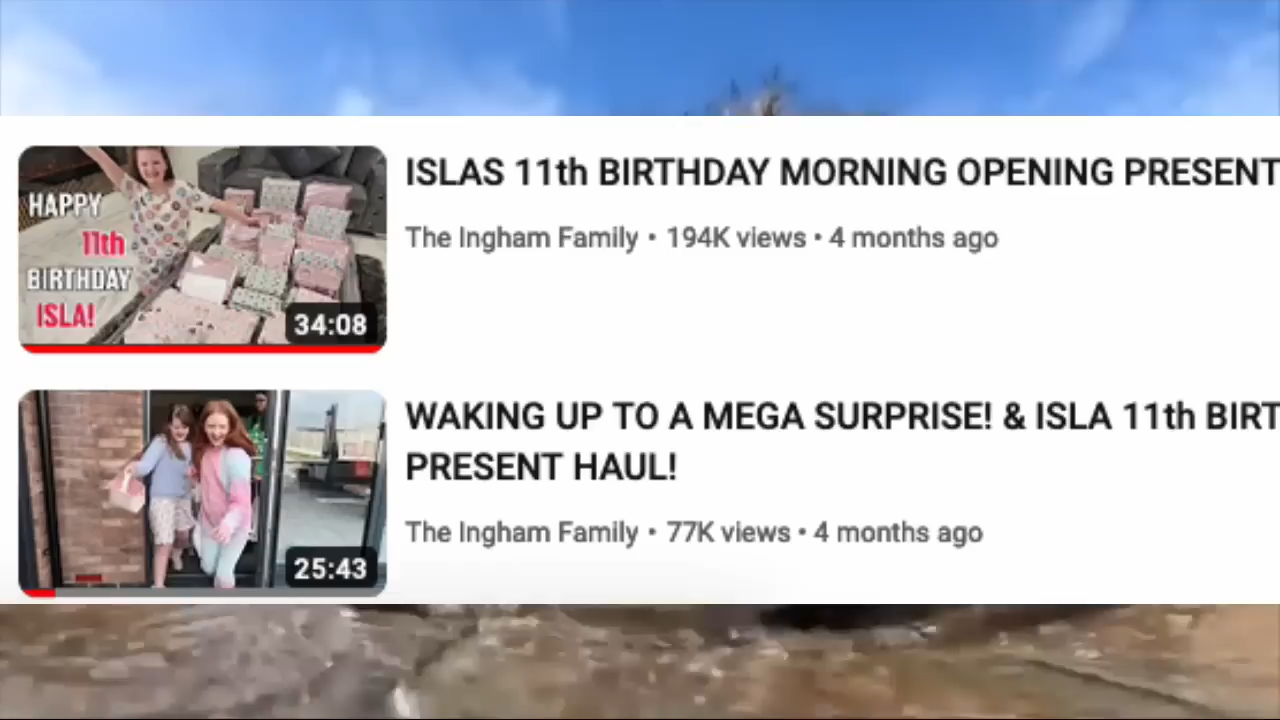 HAPPY
11th
BIRTHDAY
ISLA!
34:08
ISLAS 11th BIRTHDAY MORNING OPENING PRESENT
The Ingham Family • 194K views • 4 months ago
25:43
WAKING UP TO A MEGA SURPRISE! & ISLA 11th BIRT
PRESENT HAUL!
The Ingham Family • 77K views • 4 months ago